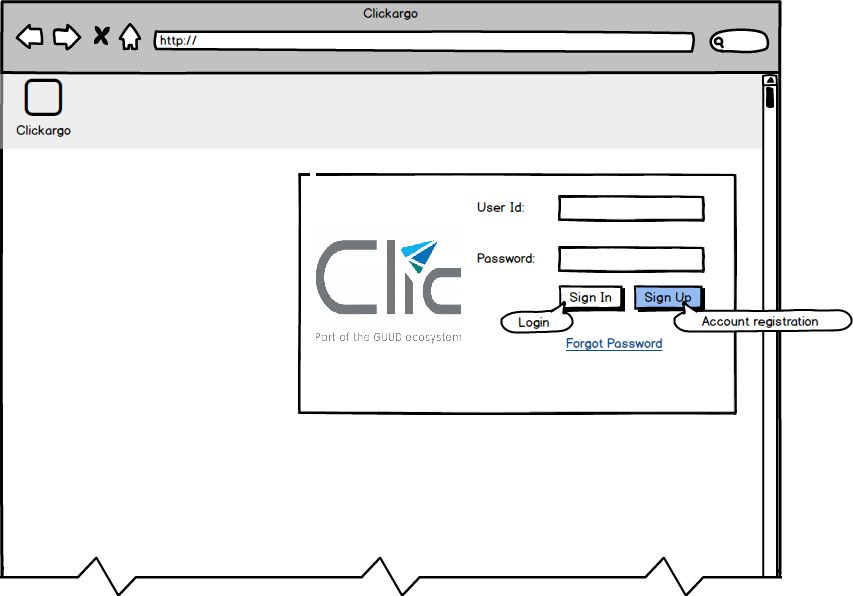 Clickargo
http://
Clickargo
User Id:
Clic
Password:
Sign In
Sign Up
Login
Account registration
Part of the GUUD ecosystem
Forgot Password